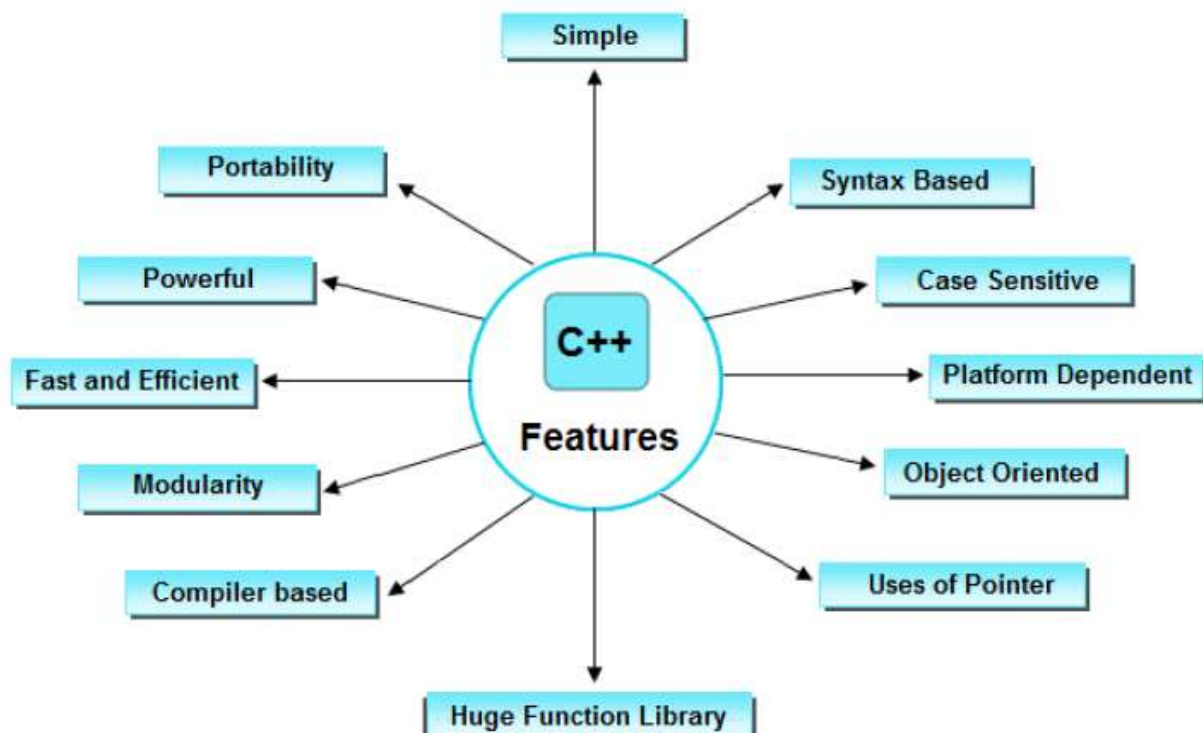 Simple
Portability
Syntax Based
Powerful
Case Sensitive
C++
Features
Fast and Efficient
Platform Dependent
Modularity
Object Oriented
Compiler based
Uses of Pointer
Huge Function Library